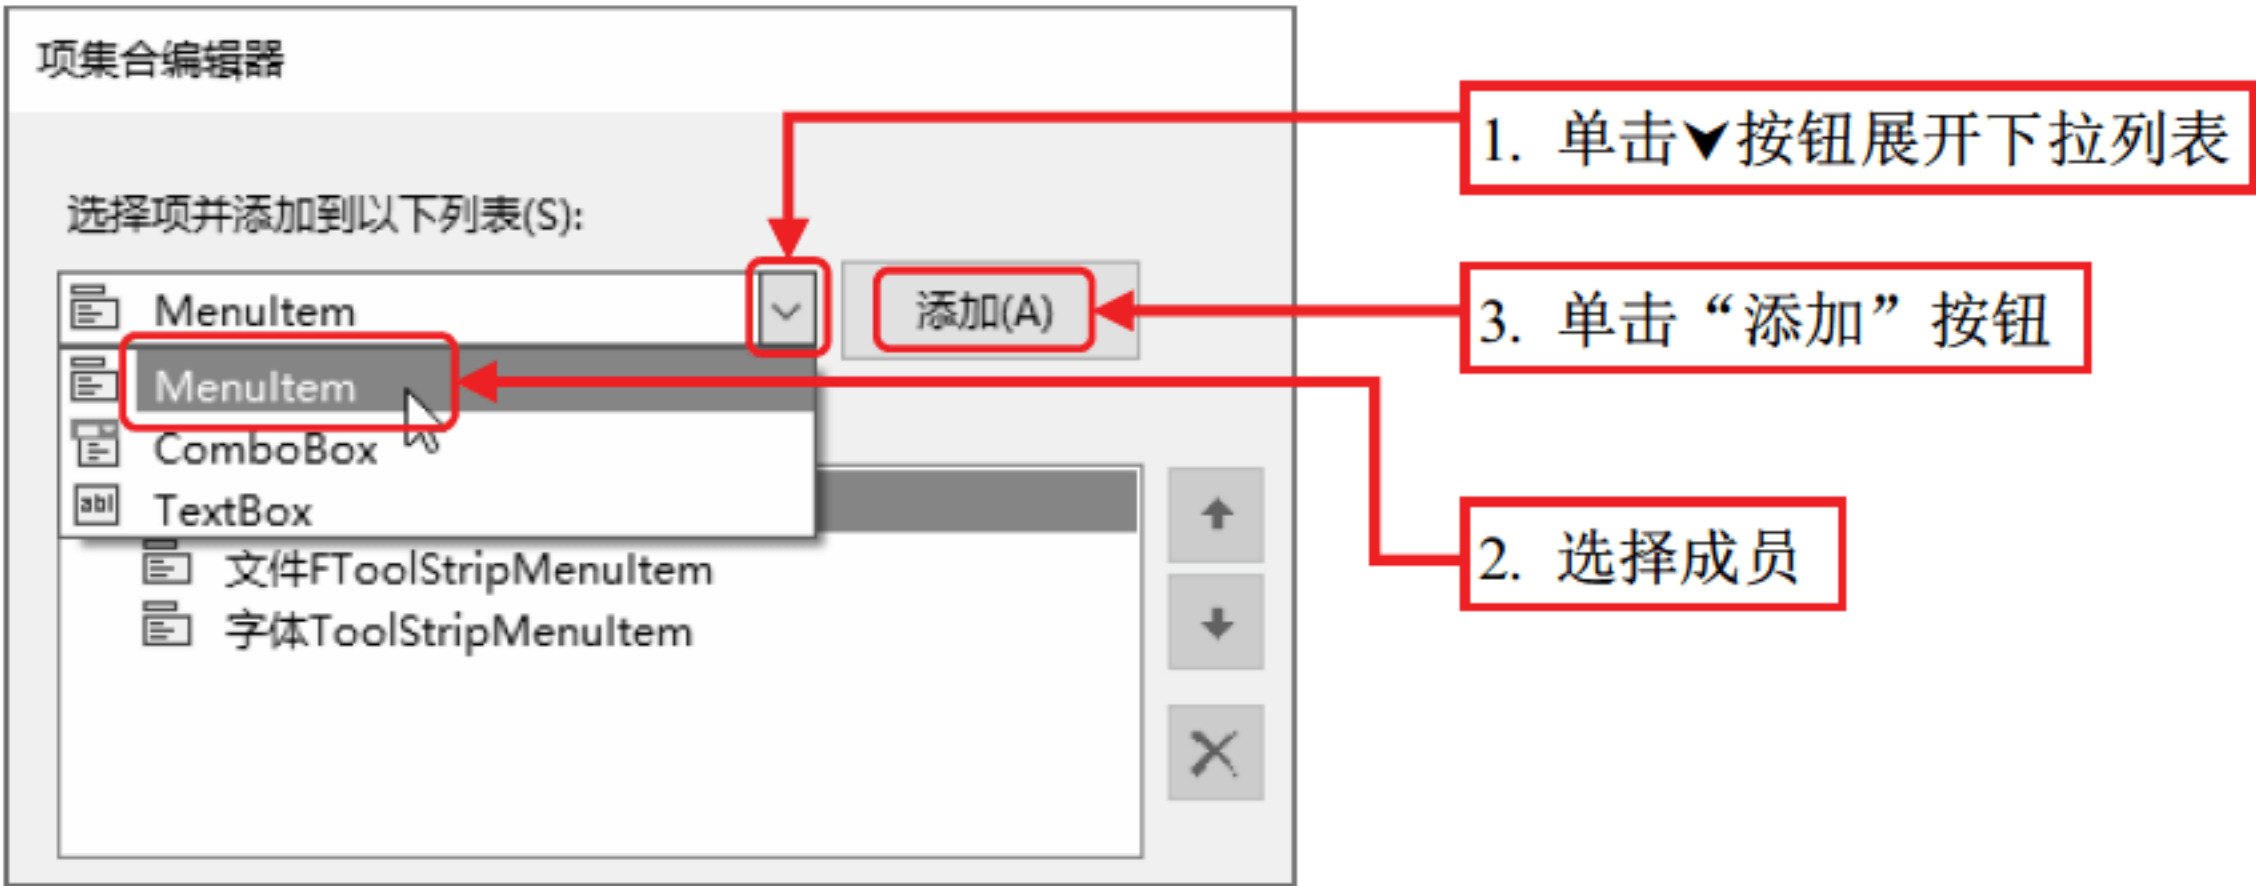 项集合编辑器
1. 单击⮟按钮展开下拉列表
选择项并添加到以下列表(S):
MenuItem
添加(A)
3. 单击“添加”按钮
MenuItem
ComboBox
abl TextBox
2. 选择成员
文件FToolStripMenuItem
字体ToolStripMenuItem